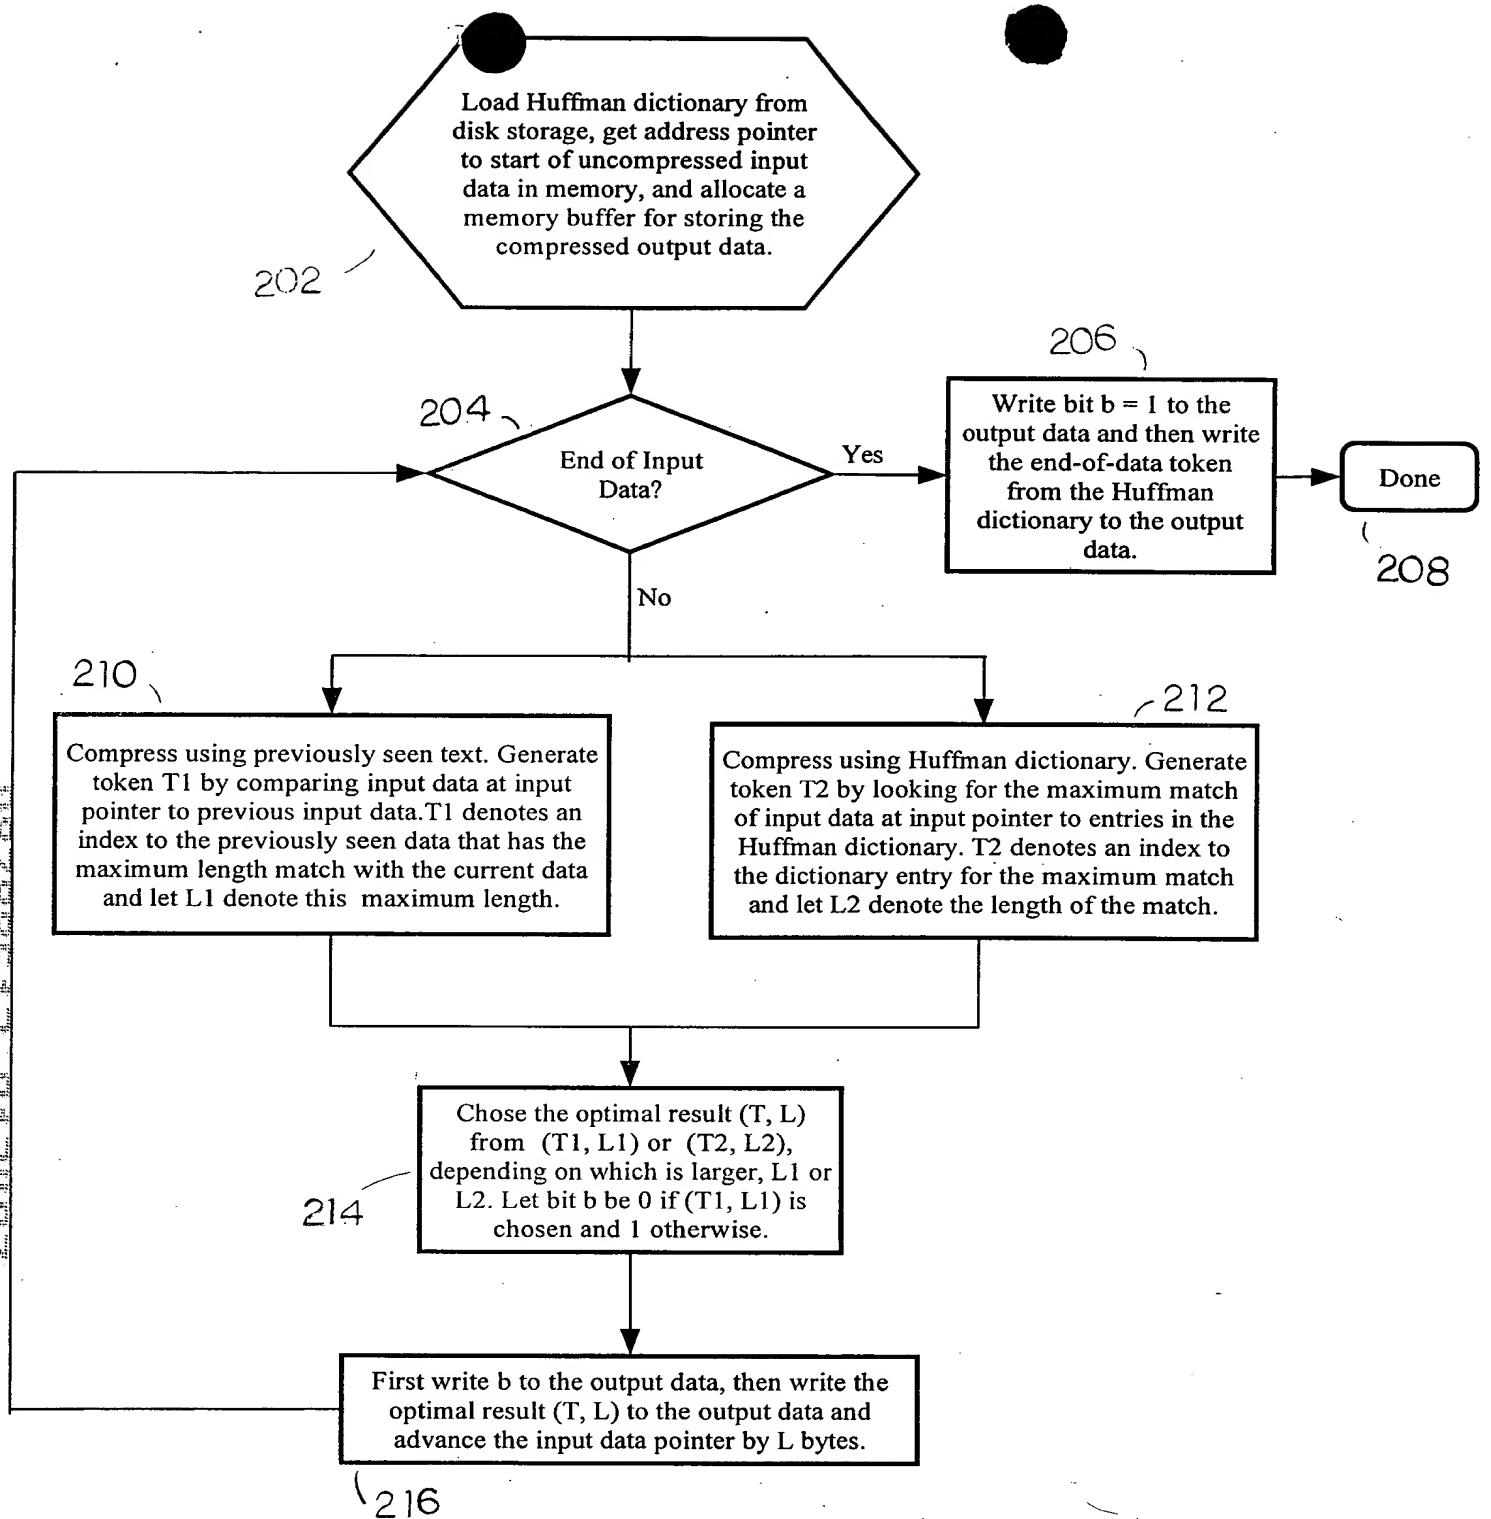 Load Huffman dictionary from
disk storage, get address pointer
to start of uncompressed input
data in memory, and allocate a
memory buffer for storing the
compressed output data.
202
206
204
Write bit b = 1 to the
output data and then write
the end-of-data token
from the Huffman
dictionary to the output
data.
End of Input
Data?
Yes
Done
208
No
210
212
Compress using previously seen text. Generate
token T1 by comparing input data at input
pointer to previous input data.T1 denotes an
index to the previously seen data that has the
maximum length match with the current data
and let L1 denote this maximum length.
Compress using Huffman dictionary. Generate
token T2 by looking for the maximum match
of input data at input pointer to entries in the
Huffman dictionary. T2 denotes an index to
the dictionary entry for the maximum match
and let L2 denote the length of the match.
Chose the optimal result (T, L)
from (T1, L1) or (T2, L2),
depending on which is larger, L1 or
L2. Let bit b be 0 if (T1, L1) is
chosen and 1 otherwise.
214
First write b to the output data, then write the
optimal result (T, L) to the output data and
advance the input data pointer by L bytes.
216